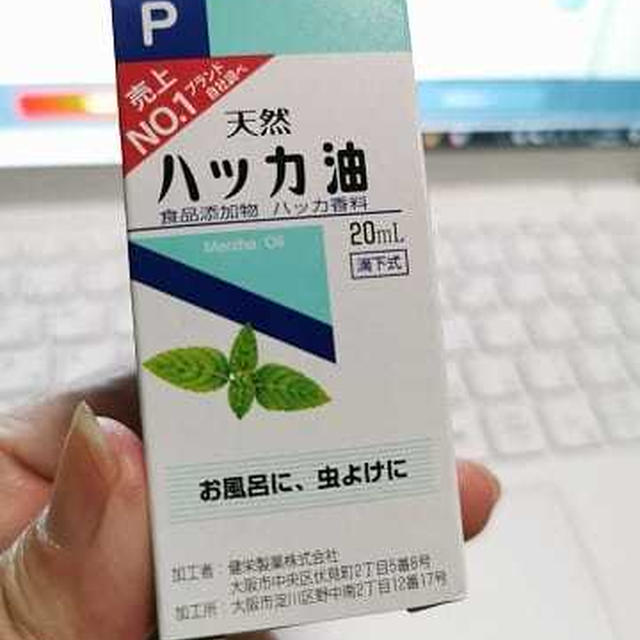 P
売上
NO.1
ブランド
自社調べ
天然
ハッカ油
食品添加物 ハッカ香料
Mentha Oil
20mL
滴下式
お風呂に、虫よけに
加工者:健栄製薬株式会社
大阪市中央区伏見町2丁目5番8号
加工所:大阪市淀川区野中南2丁目12番17号